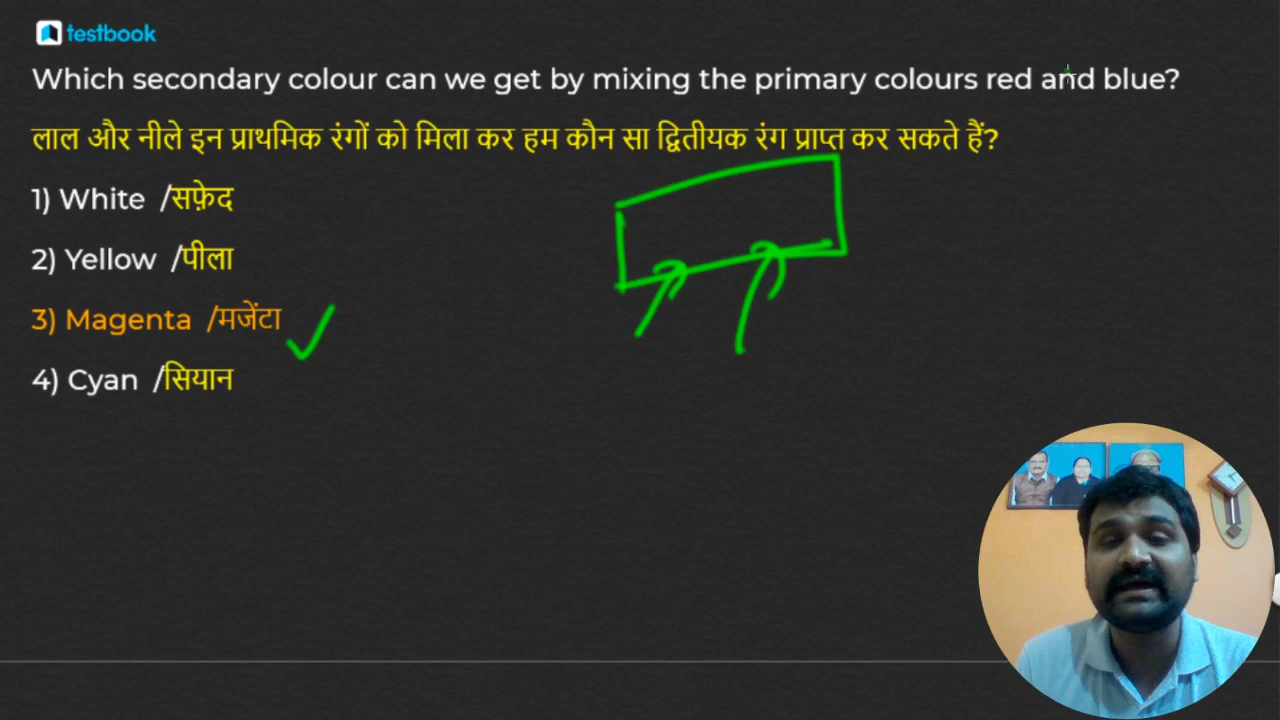 testbook
Which secondary colour can we get by mixing the primary colours red and blue?
लाल और नीले इन प्राथमिक रंगों को मिला कर हम कौन सा द्वितीयक रंग प्राप्त कर सकते हैं?
1) White /सफ़ेद
2) Yellow /पीला
3) Magenta /मजेंटा
4) Cyan /सियान